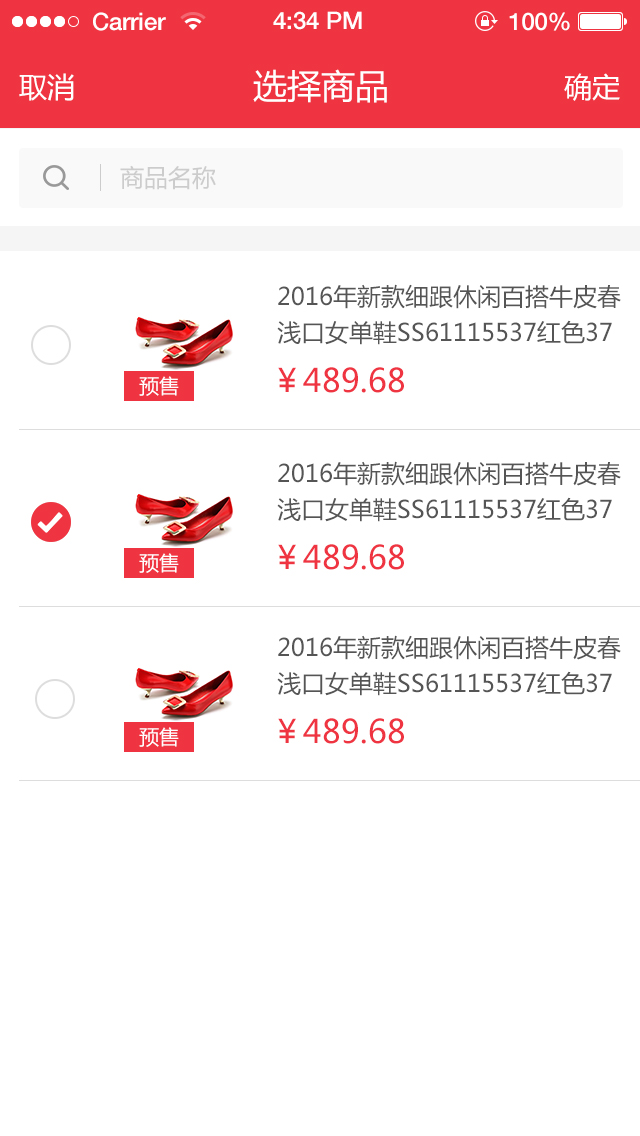 Carrier 4:34 PM 100%
取消 选择商品 确定
商品名称
2016年新款细跟休闲百搭牛皮春
浅口女单鞋SS61115537红色37
¥489.68
预售
2016年新款细跟休闲百搭牛皮春
浅口女单鞋SS61115537红色37
¥489.68
预售
2016年新款细跟休闲百搭牛皮春
浅口女单鞋SS61115537红色37
¥489.68
预售